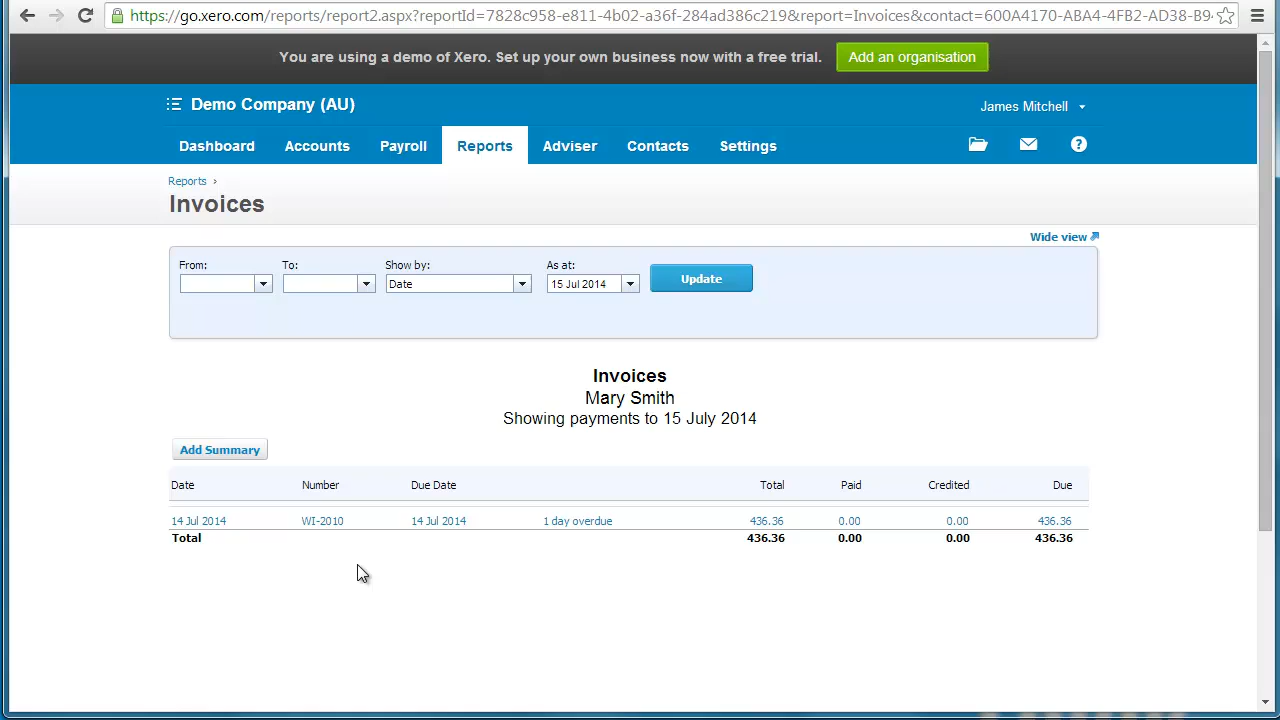 https://go.xero.com/reports/report2.aspx?reportId=7828c958-e811-4b02-a36f-284ad386c219&report=Invoices&contact=
You are using a demo of Xero. Set up your own business now with a free trial. Add an organisation
Demo Company (AU) James Mitchell
Dashboard Accounts Payroll Reports Adviser Contacts Settings ?
Reports ›
Invoices
Wide view
From: To: Show by: As at:
Date 15 Jul 2014 Update
Invoices
Mary Smith
Showing payments to 15 July 2014
Add Summary
Date Number Due Date Total Paid Credited Due
14 Jul 2014 WI-2010 14 Jul 2014 1 day overdue 436.36 0.00 0.00 436.36
Total 436.36 0.00 0.00 436.36